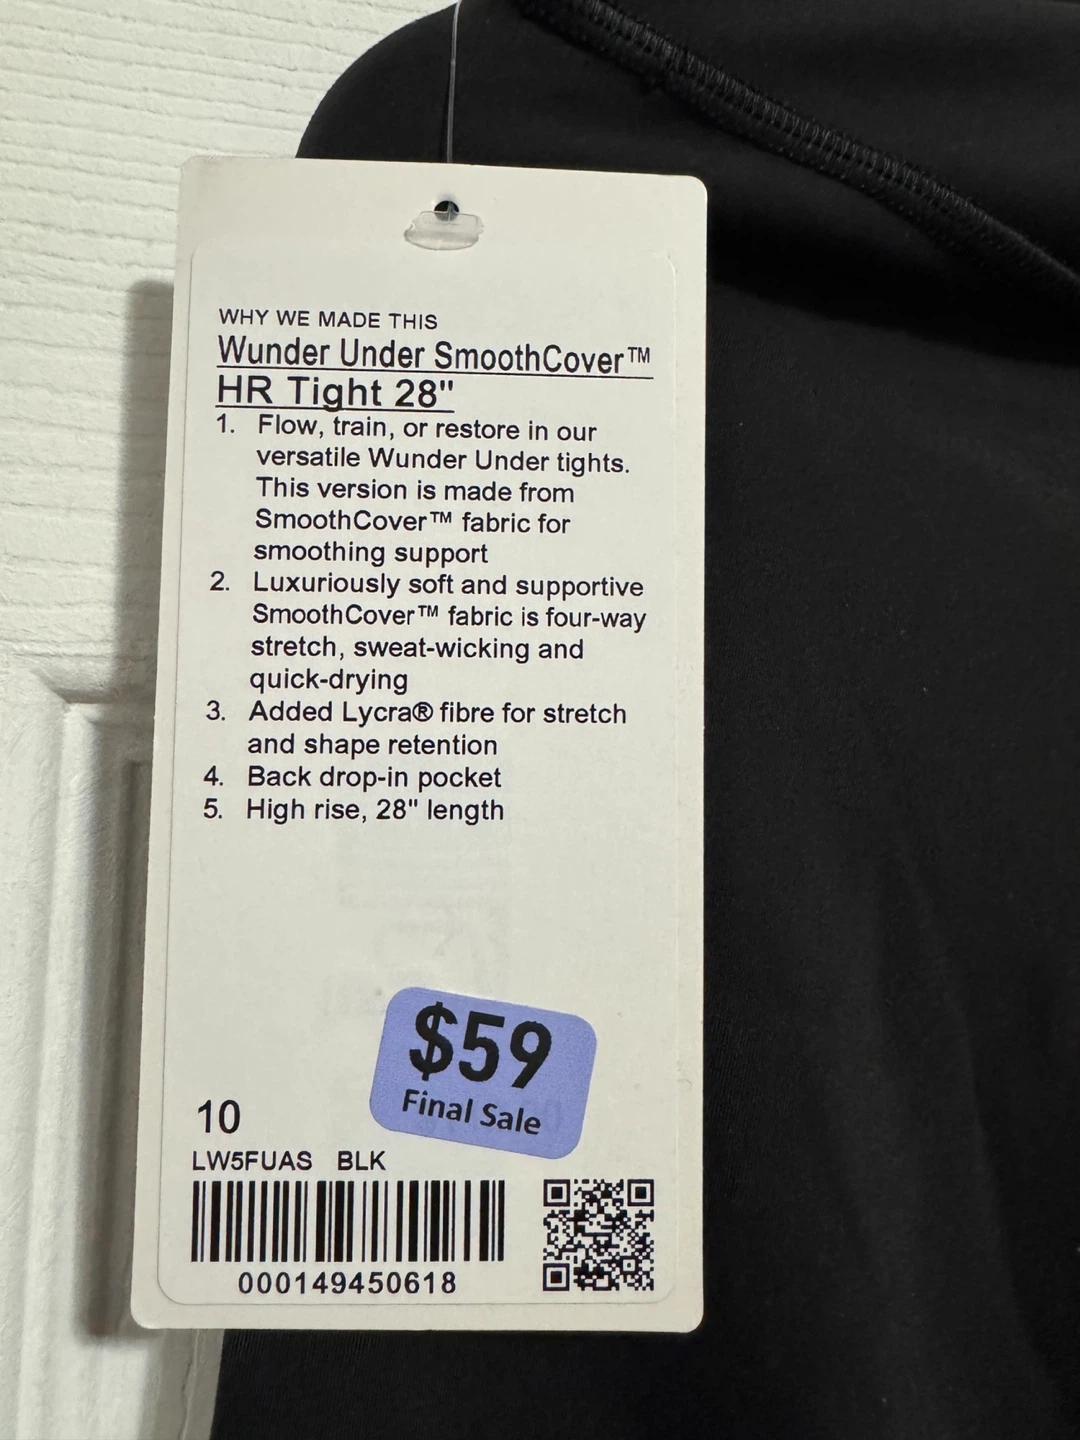 WHY WE MADE THIS
Wunder Under SmoothCover™
HR Tight 28"
1. Flow, train, or restore in our
versatile Wunder Under tights.
This version is made from
SmoothCover™ fabric for
smoothing support
2. Luxuriously soft and supportive
SmoothCover™ fabric is four-way
stretch, sweat-wicking and
quick-drying
3. Added Lycra® fibre for stretch
and shape retention
4. Back drop-in pocket
5. High rise, 28" length
$59
Final Sale
10
LW5FUAS BLK
000149450618